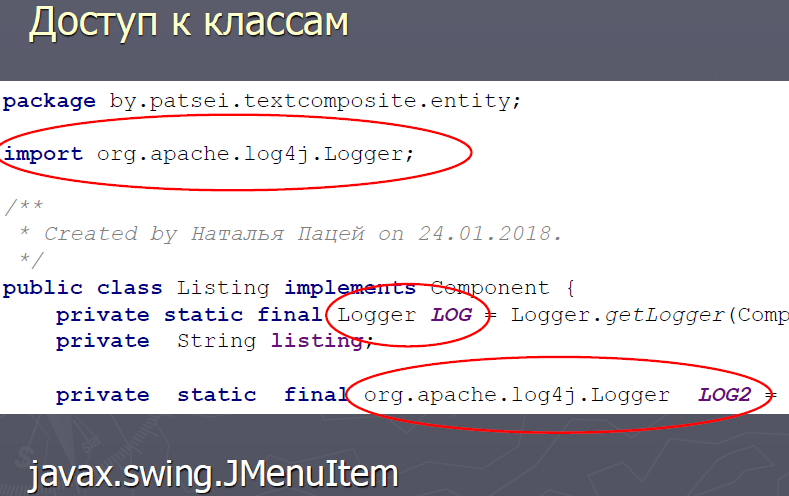 Доступ к классам
package by.patsei.textcomposite.entity;
import org.apache.log4j.Logger;
/**
* Created by Наталья Пацей on 24.01.2018.
*/
public class Listing implements Component {
private static final Logger LOG = Logger.getLogger(Comp
private String listing;
private static final org.apache.log4j.Logger LOG2 =
javax.swing.JMenuItem